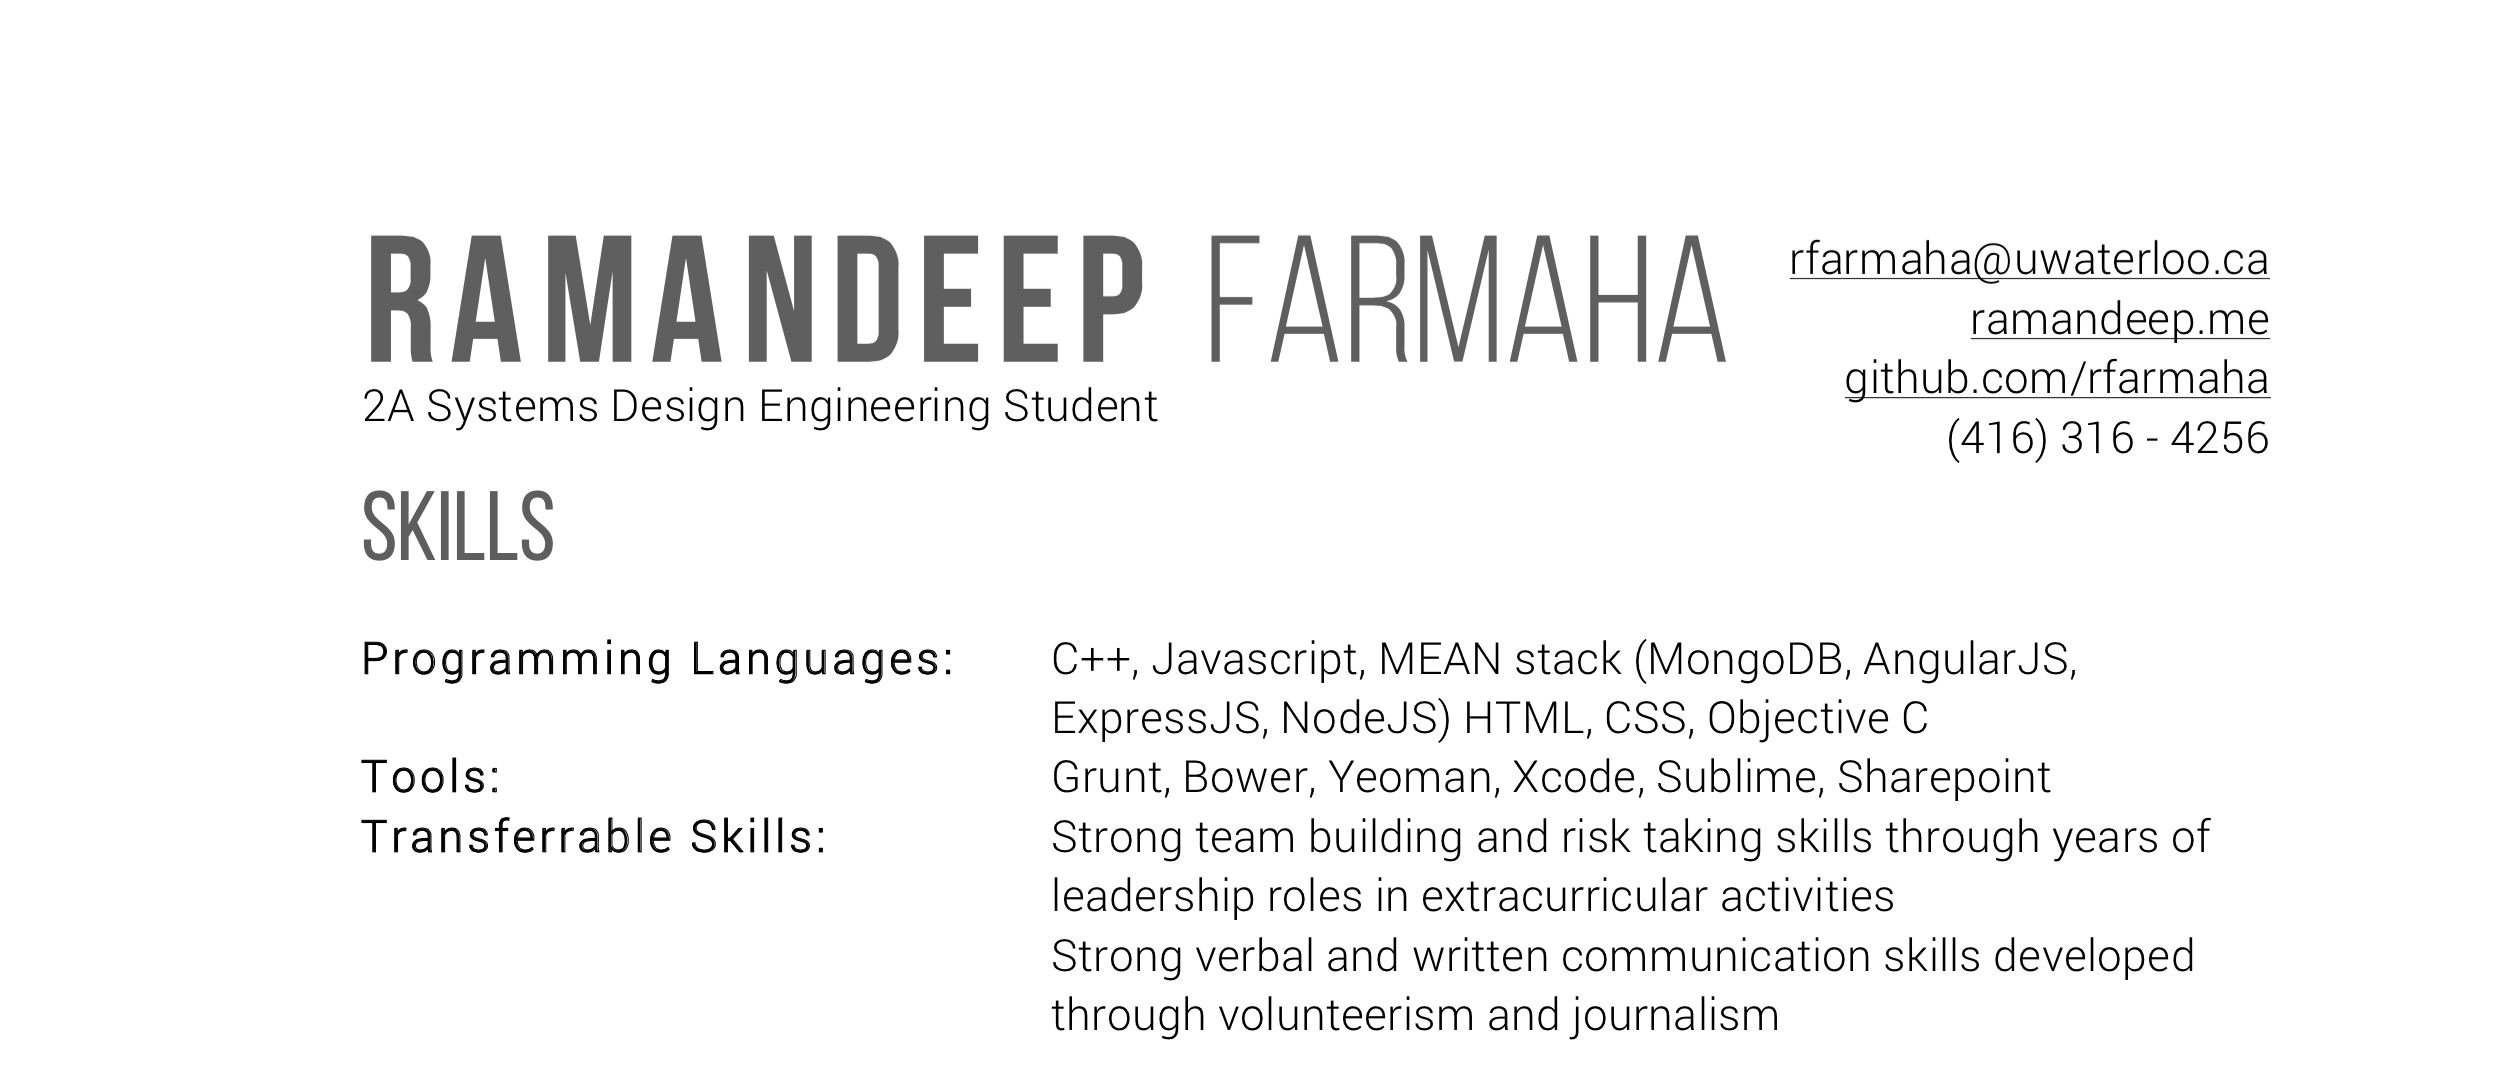 RAMANDEEP FARMAHA
2A Systems Design Engineering Student
rfarmaha@uwaterloo.ca
ramandeep.me
github.com/rfarmaha
(416) 316 - 4256
SKILLS
Programming Languages: C++, Javascript, MEAN stack (MongoDB, AngularJS,
ExpressJS, NodeJS) HTML, CSS, Objective C
Tools: Grunt, Bower, Yeoman, Xcode, Sublime, Sharepoint
Transferrable Skills: Strong team building and risk taking skills through years of
leadership roles in extracurricular activities
Strong verbal and written communication skills developed
through volunteerism and journalism